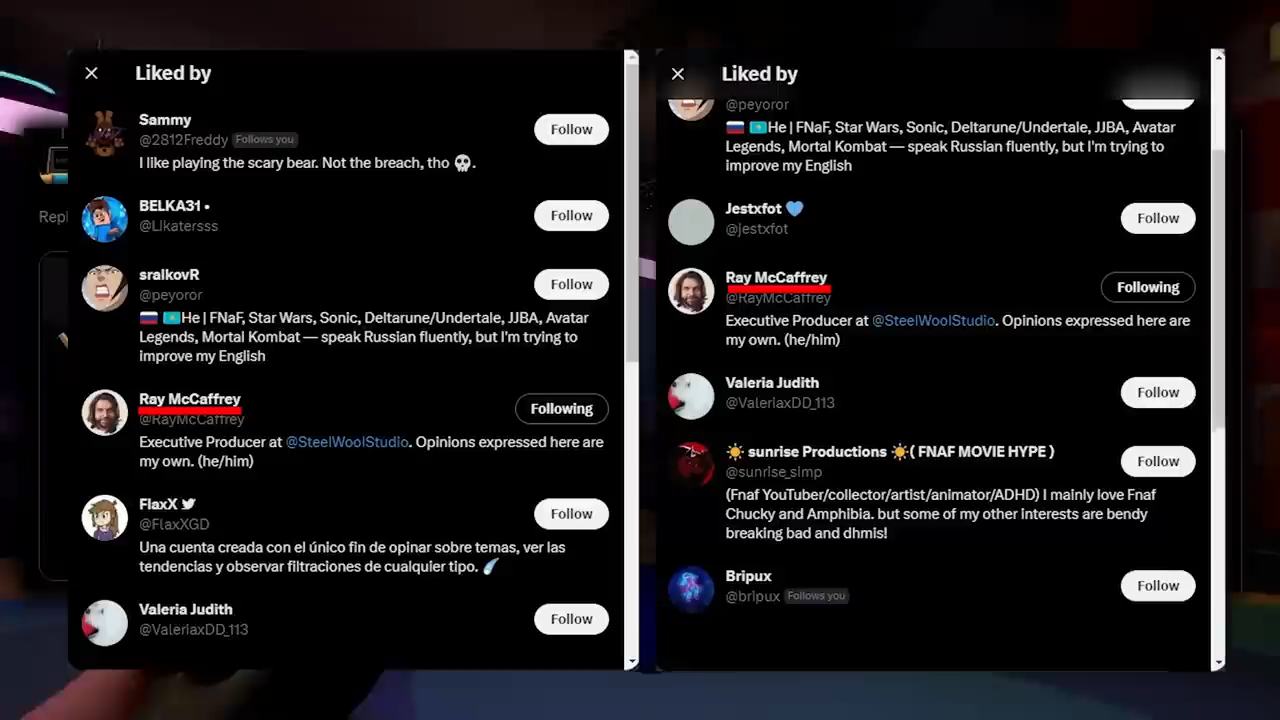 Liked by
Sammy
@2812Freddy Follows you
Follow
I like playing the scary bear. Not the breach, tho 💀.
BELKA31 •
@Llkatersss
Follow
sralkovR
@peyoror
Follow
🇷🇺 🇰🇿He | FNaF, Star Wars, Sonic, Deltarune/Undertale, JJBA, Avatar
Legends, Mortal Kombat — speak Russian fluently, but I'm trying to
improve my English
Ray McCaffrey
@RayMcCaffrey
Following
Executive Producer at @SteelWoolStudio. Opinions expressed here are
my own. (he/him)
FlaxX
@FlaxXGD
Follow
Una cuenta creada con el único fin de opinar sobre temas, ver las
tendencias y observar filtraciones de cualquier tipo. ☄️
Valeria Judith
@ValeriaxDD_113
Follow
Repl
Liked by
@peyoror
🇷🇺 🇰🇿He | FNaF, Star Wars, Sonic, Deltarune/Undertale, JJBA, Avatar
Legends, Mortal Kombat — speak Russian fluently, but I'm trying to
improve my English
Jestxfot 💙
@jestxfot
Follow
Ray McCaffrey
@RayMcCaffrey
Following
Executive Producer at @SteelWoolStudio. Opinions expressed here are
my own. (he/him)
Valeria Judith
@ValeriaxDD_113
Follow
☀️ sunrise Productions ☀️( FNAF MOVIE HYPE )
@sunrise_simp
Follow
(Fnaf YouTuber/collector/artist/animator/ADHD) I mainly love Fnaf
Chucky and Amphibia. but some of my other interests are bendy
breaking bad and dhmis!
Bripux
@bripux Follows you
Follow